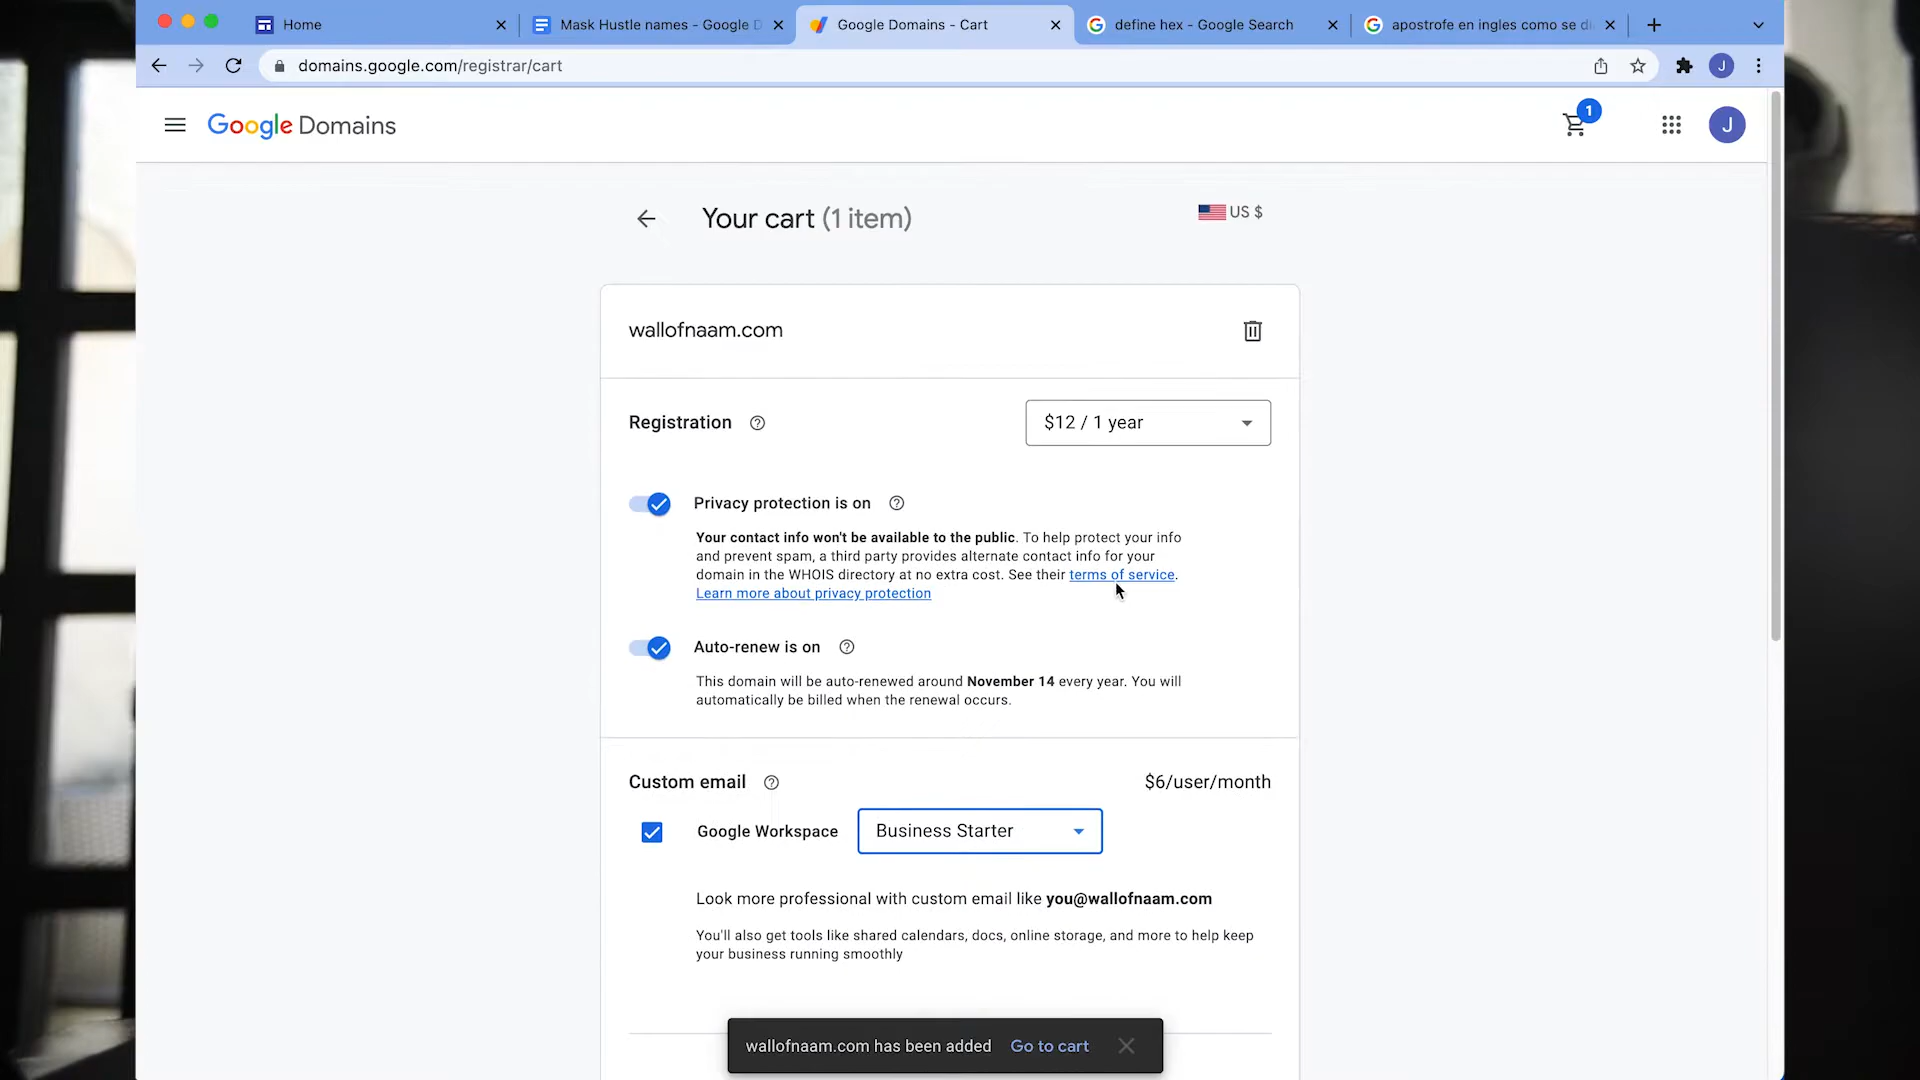 Home
Mask Hustle names - Google D
Google Domains - Cart
define hex - Google Search
apostrofe en ingles como se di
domains.google.com/registrar/cart
J
Google Domains
1
J
Your cart (1 item)
US $
wallofnaam.com
Registration
$12 / 1 year
Privacy protection is on
Your contact info won't be available to the public. To help protect your info
and prevent spam, a third party provides alternate contact info for your
domain in the WHOIS directory at no extra cost. See their terms of service.
Learn more about privacy protection
Auto-renew is on
This domain will be auto-renewed around November 14 every year. You will
automatically be billed when the renewal occurs.
Custom email
$6/user/month
Google Workspace
Business Starter
Look more professional with custom email like you@wallofnaam.com
You'll also get tools like shared calendars, docs, online storage, and more to help keep
your business running smoothly
wallofnaam.com has been added Go to cart